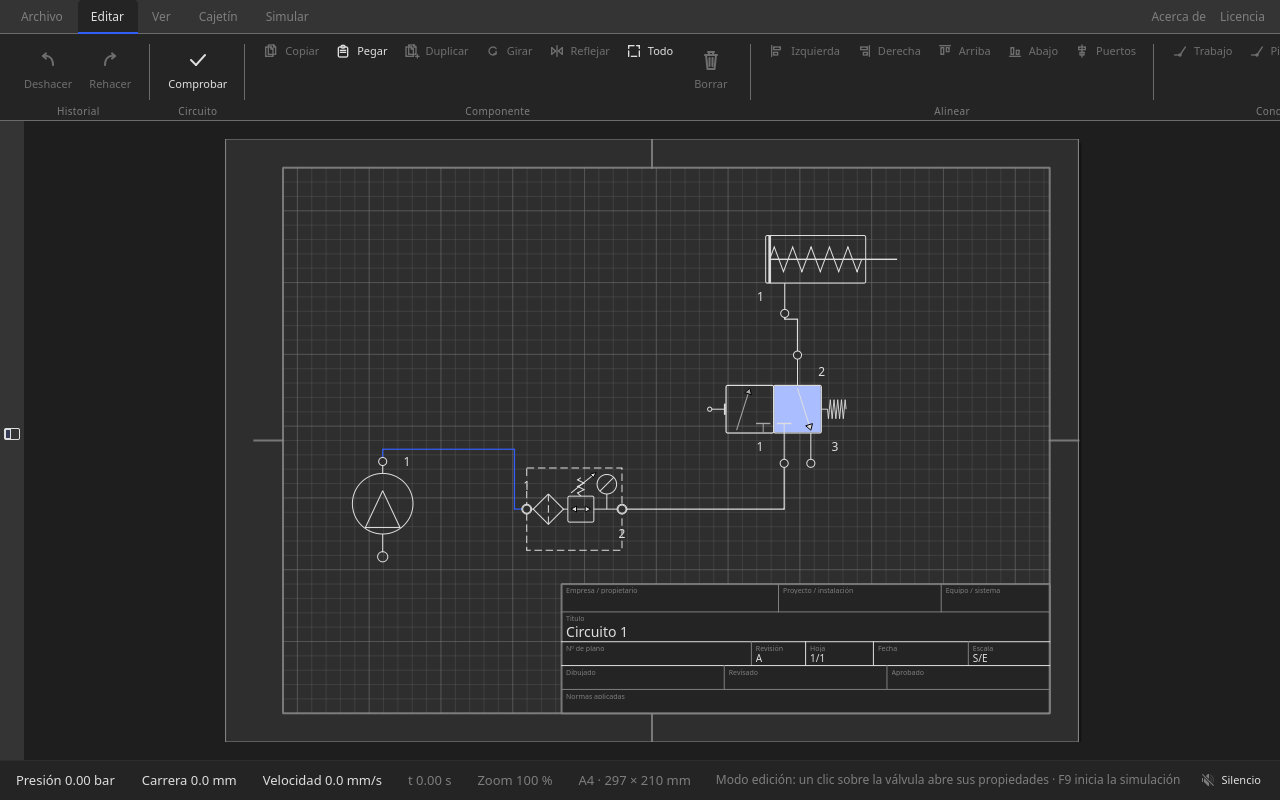 Archivo Editar Ver Cajetín Simular Acerca de Licencia
Copiar Pegar Duplicar Girar Reflejar Todo Izquierda Derecha Arriba Abajo Puertos Trabajo
Deshacer Rehacer Comprobar Borrar
Historial Circuito Componente Alinear
1
2
1 3
1
1
2
Empresa / propietario Proyecto / instalación Equipo / sistema
Título
Circuito 1
Nº de plano Revisión Hoja Fecha Escala
A 1/1 S/E
Dibujado Revisado Aprobado
Normas aplicadas
Presión 0.00 bar Carrera 0.0 mm Velocidad 0.0 mm/s t 0.00 s Zoom 100 % A4 · 297 × 210 mm Modo edición: un clic sobre la válvula abre sus propiedades · F9 inicia la simulación Silencio